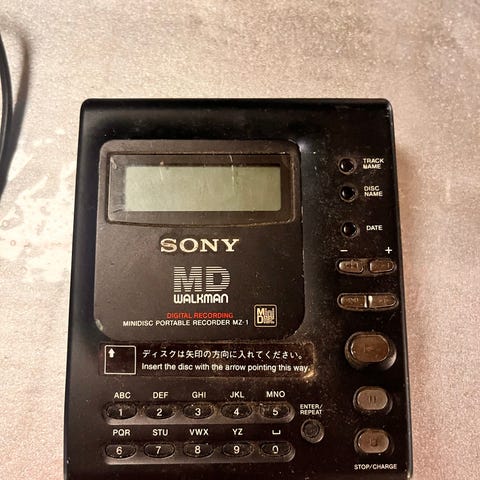 TRACK
NAME
DISC
NAME
DATE
− +
SONY
MD
WALKMAN
DIGITAL RECORDING
MINIDISC PORTABLE RECORDER MZ-1
Mini
Disc
ディスクは矢印の方向に入れてください。
Insert the disc with the arrow pointing this way.
ABC DEF GHI JKL MNO
1 2 3 4 5
ENTER/
REPEAT
PQR STU VWX YZ ␣
6 7 8 9 0
STOP/CHARGE